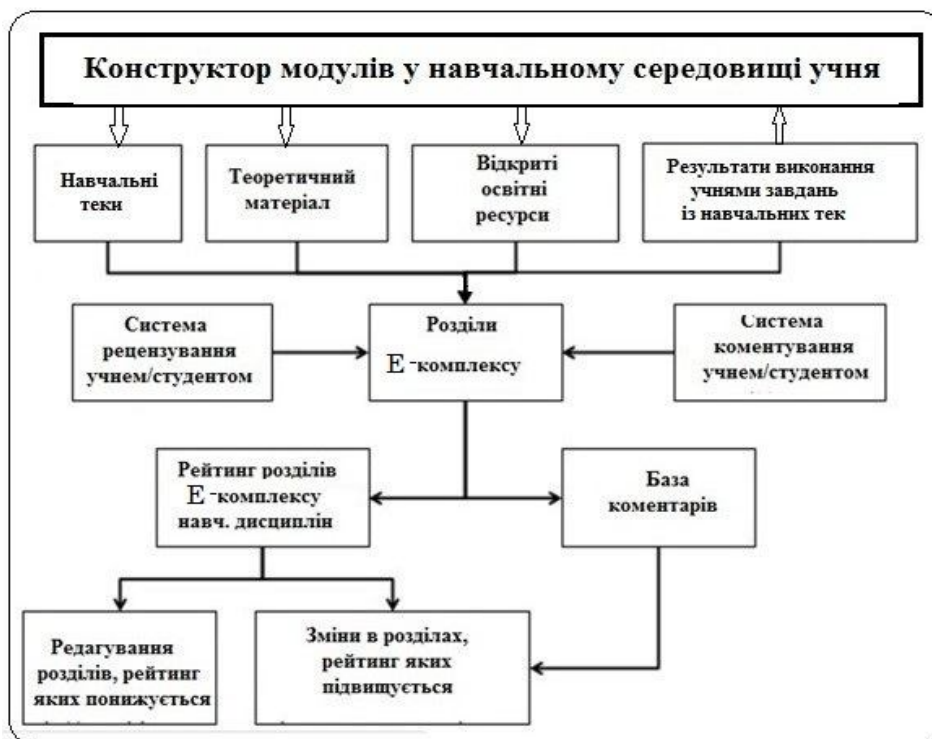 Конструктор модулів у навчальному середовищі учня
Навчальні
теки
Теоретичний
матеріал
Відкриті
освітні
ресурси
Результати виконання
учнями завдань
із навчальних тек
Система
рецензування
учнем/студентом
Розділи
Е-комплексу
Система
коментування
учнем/студентом
Рейтинг розділів
Е-комплексу
навч. дисциплін
База
коментарів
Редагування
розділів, рейтинг
яких понижується
Зміни в розділах,
рейтинг яких
підвищується